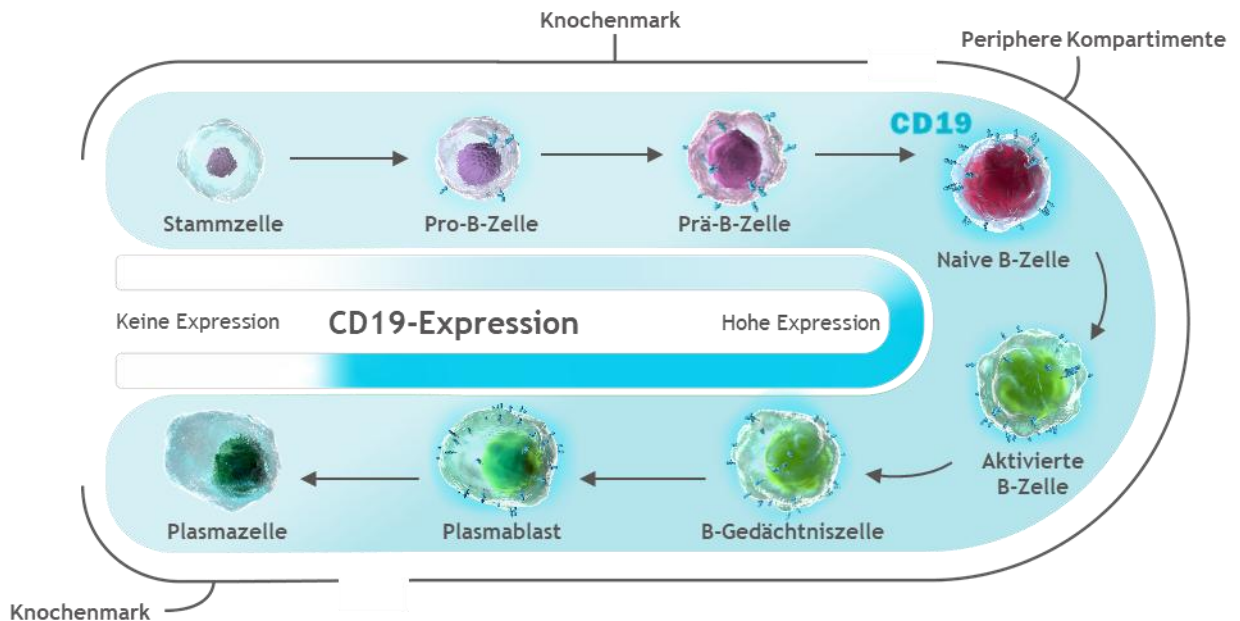 Knochenmark
Periphere Kompartimente
CD19
Stammzelle
Pro-B-Zelle
Prä-B-Zelle
Naive B-Zelle
Keine Expression
CD19-Expression
Hohe Expression
Aktivierte
B-Zelle
Plasmazelle
Plasmablast
B-Gedächtniszelle
Knochenmark